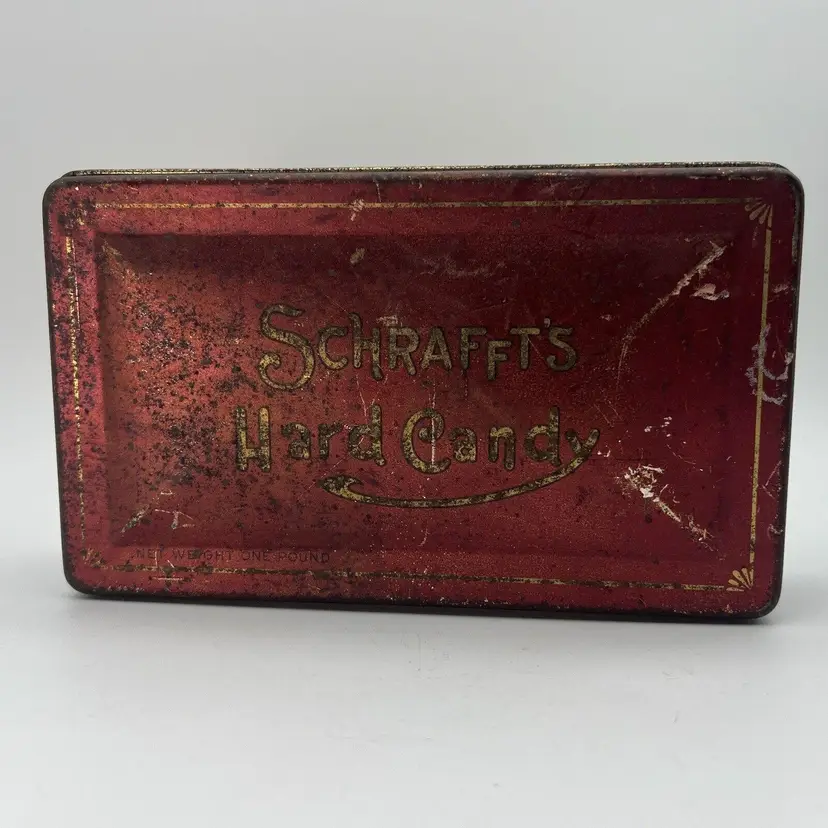 SCHRAFFT'S
Hard Candy
NET WEIGHT ONE POUND